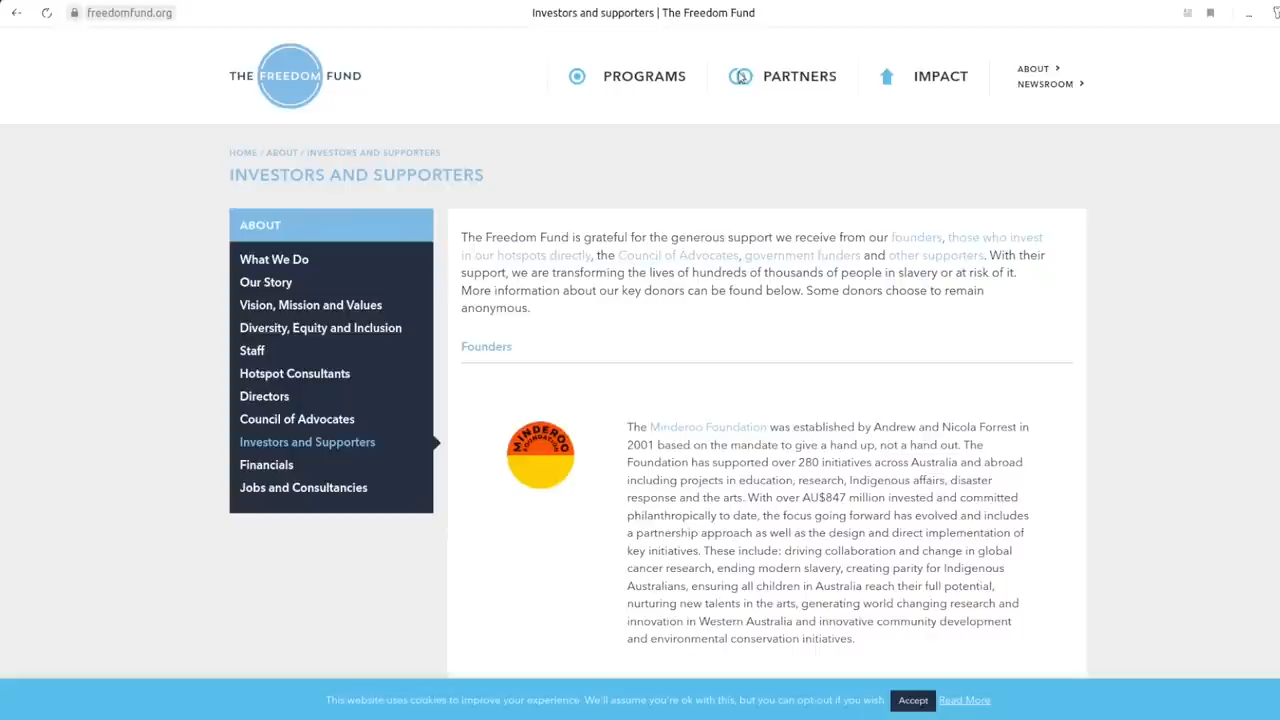 freedomfund.org
Investors and supporters | The Freedom Fund
...
THE FREEDOM FUND
PROGRAMS
PARTNERS
IMPACT
ABOUT >
NEWSROOM >
HOME / ABOUT / INVESTORS AND SUPPORTERS
INVESTORS AND SUPPORTERS
ABOUT
What We Do
Our Story
Vision, Mission and Values
Diversity, Equity and Inclusion
Staff
Hotspot Consultants
Directors
Council of Advocates
Investors and Supporters
Financials
Jobs and Consultancies
The Freedom Fund is grateful for the generous support we receive from our founders, those who invest
in our hotspots directly, the Council of Advocates, government funders and other supporters. With their
support, we are transforming the lives of hundreds of thousands of people in slavery or at risk of it.
More information about our key donors can be found below. Some donors choose to remain
anonymous.
Founders
MINDEROO
FOUNDATION
The Minderoo Foundation was established by Andrew and Nicola Forrest in
2001 based on the mandate to give a hand up, not a hand out. The
Foundation has supported over 280 initiatives across Australia and abroad
including projects in education, research, Indigenous affairs, disaster
response and the arts. With over AU$847 million invested and committed
philanthropically to date, the focus going forward has evolved and includes
a partnership approach as well as the design and direct implementation of
key initiatives. These include: driving collaboration and change in global
cancer research, ending modern slavery, creating parity for Indigenous
Australians, ensuring all children in Australia reach their full potential,
nurturing new talents in the arts, generating world changing research and
innovation in Western Australia and innovative community development
and environmental conservation initiatives.
This website uses cookies to improve your experience. We'll assume you're ok with this, but you can opt-out if you wish.
Accept
Read More